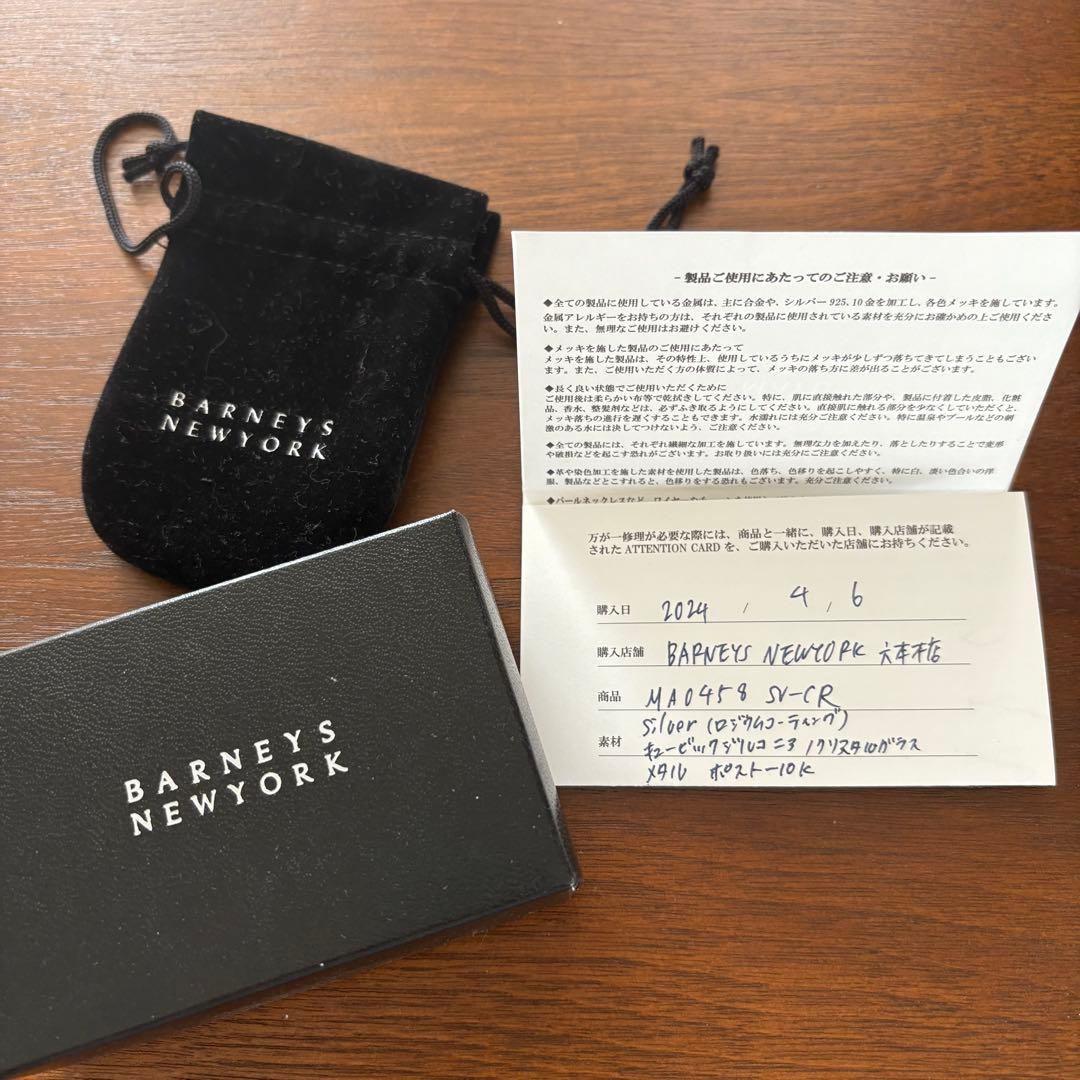 BARNEYS
NEWYORK
- 製品ご使用にあたってのご注意・お願い -
◆全ての製品に使用している金属は、主に合金や、シルバー925、10金を加工し、各色メッキを施しています。
金属アレルギーをお持ちの方は、それぞれの製品に使用されている素材を充分にお確かめの上ご使用くださ
い。また、無理なご使用はお避けください。
◆メッキを施した製品のご使用にあたって
メッキを施した製品は、その特性上、使用しているうちにメッキが少しずつ落ちてきてしまうこともござい
ます。また、ご使用いただく方の体質によって、メッキの落ち方に差が出ることがございます。
◆長く良い状態でご使用いただくために
ご使用後は柔らかい布等で乾拭きしてください。特に、肌に直接触れた部分や、製品に付着した皮脂、化粧
品、香水、整髪剤などは、必ずふき取るようにしてください。直接肌に触れる部分を少なくしていただくと、
メッキ落ちの進行を遅くすることもできます。水濡れには充分ご注意ください。特に温泉やプールなどの刺
激のある水には決してつけないよう、ご注意ください。
◆全ての製品には、それぞれ繊細な加工を施しています。無理な力を加えたり、落としたりすることで変形
や破損などを起こす恐れがございます。お取り扱いには充分ご注意ください。
◆革や染色加工を施した素材を使用した製品は、色落ち、色移りを起こしやすく、特に白、淡い色合いの洋
服、製品などとこすれると、色移りをする恐れもございます。充分ご注意ください。
◆パールネックレスなど、ワイヤー
万が一修理が必要な際には、商品と一緒に、購入日、購入店舗が記載
された ATTENTION CARD を、ご購入いただいた店舗にお持ちください。
購入日 2024 / 4 / 6
購入店舗 BARNEYS NEWYORK 六本木店
商品 MA0458 SV-CR
Silver (ロジウムコーティング)
素材 キュービックジルコニア / クリスタルガラス
メタル ポスト-10K
BARNEYS
NEWYORK